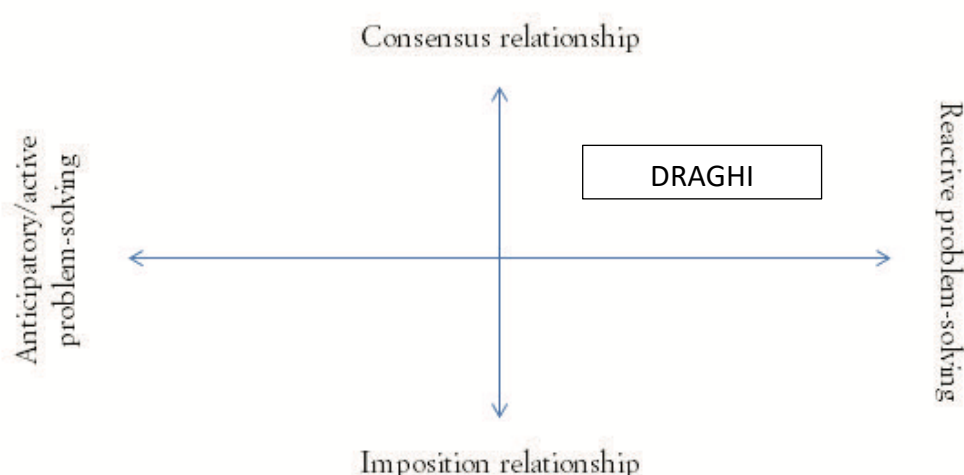 Consensus relationship
Anticipatory/active
problem-solving
DRAGHI
Reactive problem-solving
Imposition relationship